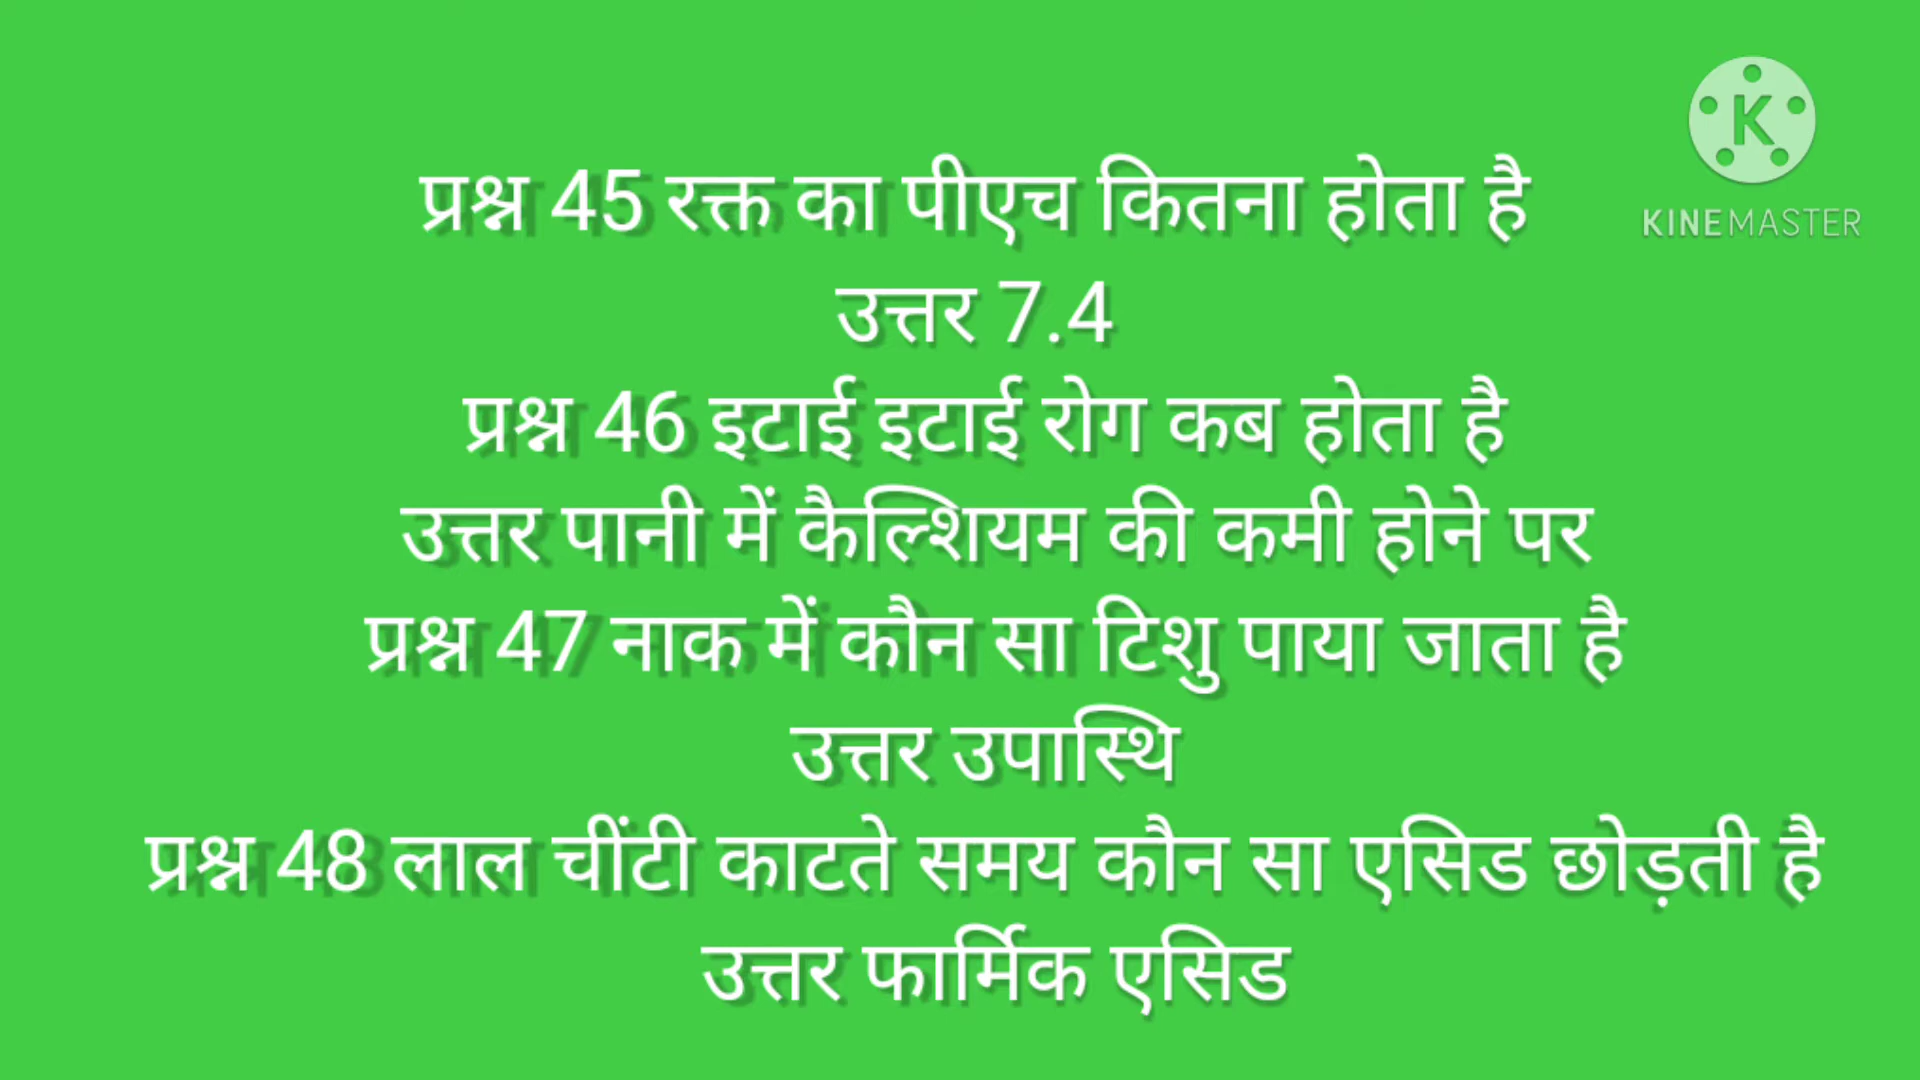 प्रश्न 45 रक्त का पीएच कितना होता है
उत्तर 7.4
प्रश्न 46 इटाई इटाई रोग कब होता है
उत्तर पानी में कैल्शियम की कमी होने पर
प्रश्न 47 नाक में कौन सा टिशु पाया जाता है
उत्तर उपास्थि
प्रश्न 48 लाल चींटी काटते समय कौन सा एसिड छोड़ती है
उत्तर फार्मिक एसिड
K
KINEMASTER